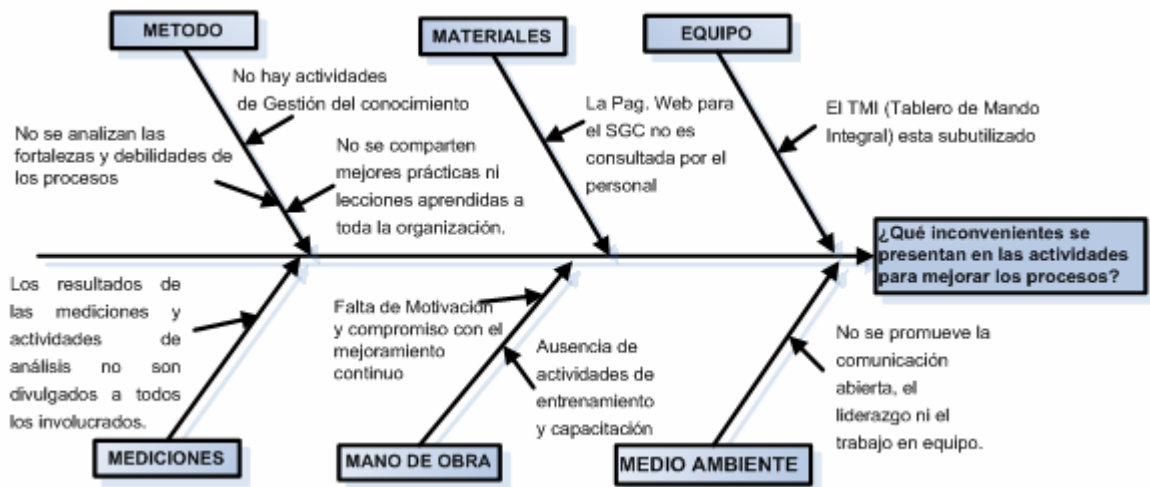 METODO
MATERIALES
EQUIPO
No hay actividades
de Gestión del conocimiento
No se analizan las
fortalezas y debilidades de
los procesos
No se comparten
mejores prácticas ni
lecciones aprendidas a
toda la organización.
La Pag. Web para
el SGC no es
consultada por el
personal
El TMI (Tablero de Mando
Integral) esta subutilizado
¿Qué inconvenientes se
presentan en las actividades
para mejorar los procesos?
Los resultados de
las mediciones y
actividades de
análisis no son
divulgados a todos
los involucrados.
Falta de Motivación
y compromiso con el
mejoramiento
continuo
Ausencia de
actividades de
entrenamiento
y capacitación
No se promueve la
comunicación
abierta, el
liderazgo ni el
trabajo en equipo.
MEDICIONES
MANO DE OBRA
MEDIO AMBIENTE